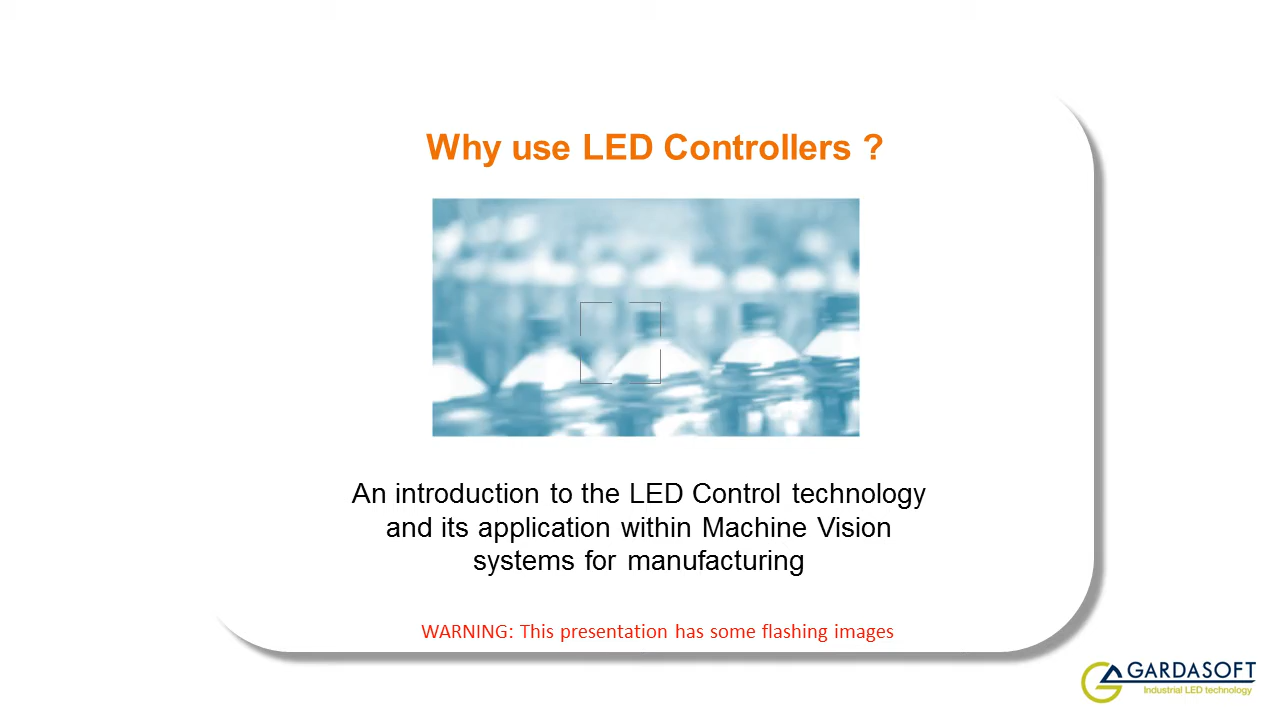 Why use LED Controllers ?
An introduction to the LED Control technology
and its application within Machine Vision
systems for manufacturing
WARNING: This presentation has some flashing images
GARDASOFT
Industrial LED technology